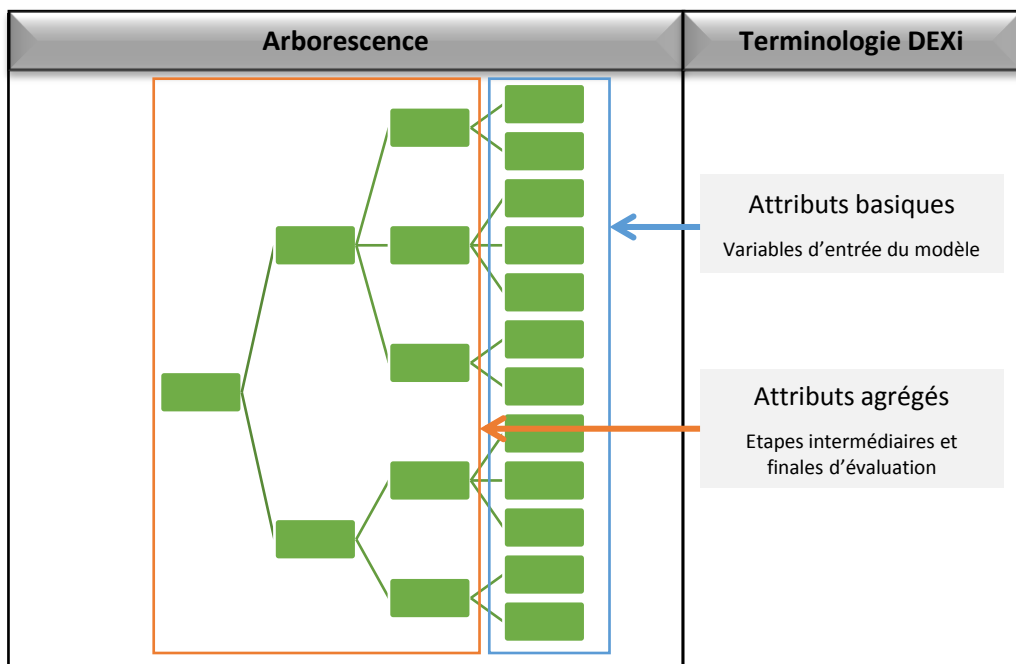 Arborescence
Terminologie DEXi
Attributs basiques
Variables d’entrée du modèle
Attributs agrégés
Etapes intermédiaires et
finales d’évaluation